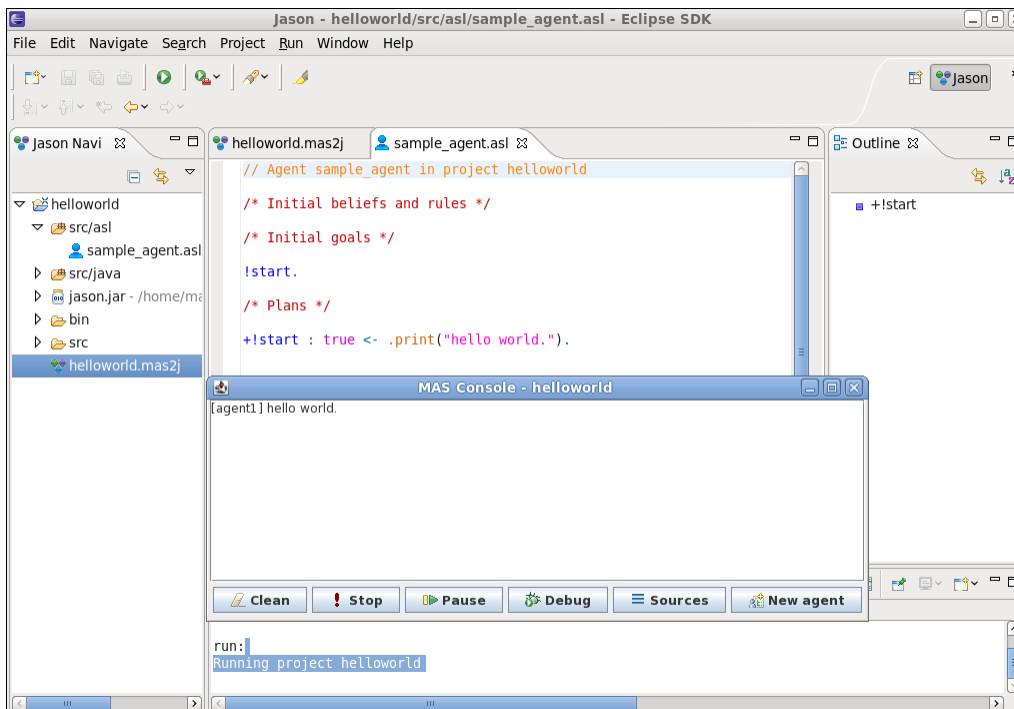 Jason - helloworld/src/asl/sample_agent.asl - Eclipse SDK
File Edit Navigate Search Project Run Window Help
Jason
Jason Navi
helloworld.mas2j
sample_agent.asl
Outline
helloworld
src/asl
sample_agent.asl
src/java
jason.jar - /home/ma
bin
src
helloworld.mas2j
// Agent sample_agent in project helloworld
/* Initial beliefs and rules */
/* Initial goals */
!start.
/* Plans */
+!start : true <- .print("hello world.").
+!start
MAS Console - helloworld
[agent1] hello world.
Clean Stop Pause Debug Sources New agent
run:
Running project helloworld